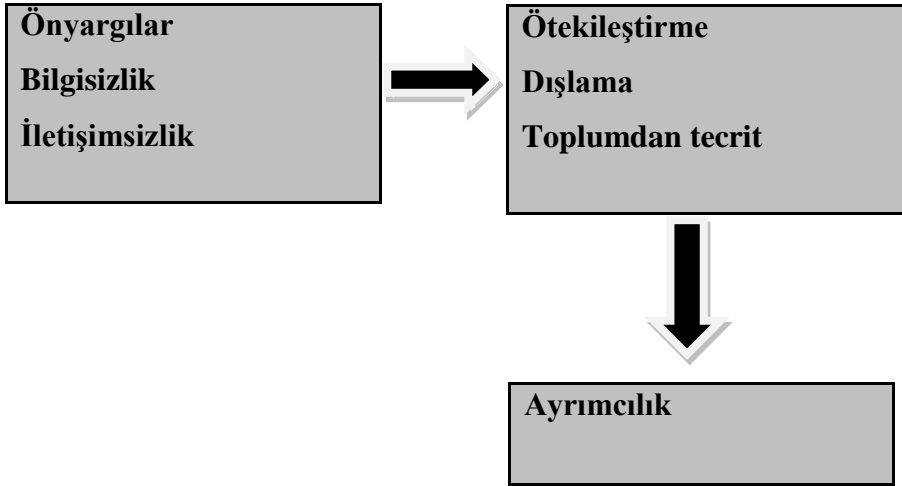 Önyargılar
Bilgisizlik
İletişimsizlik
Ötekileştirme
Dışlama
Toplumdan tecrit
Ayrımcılık